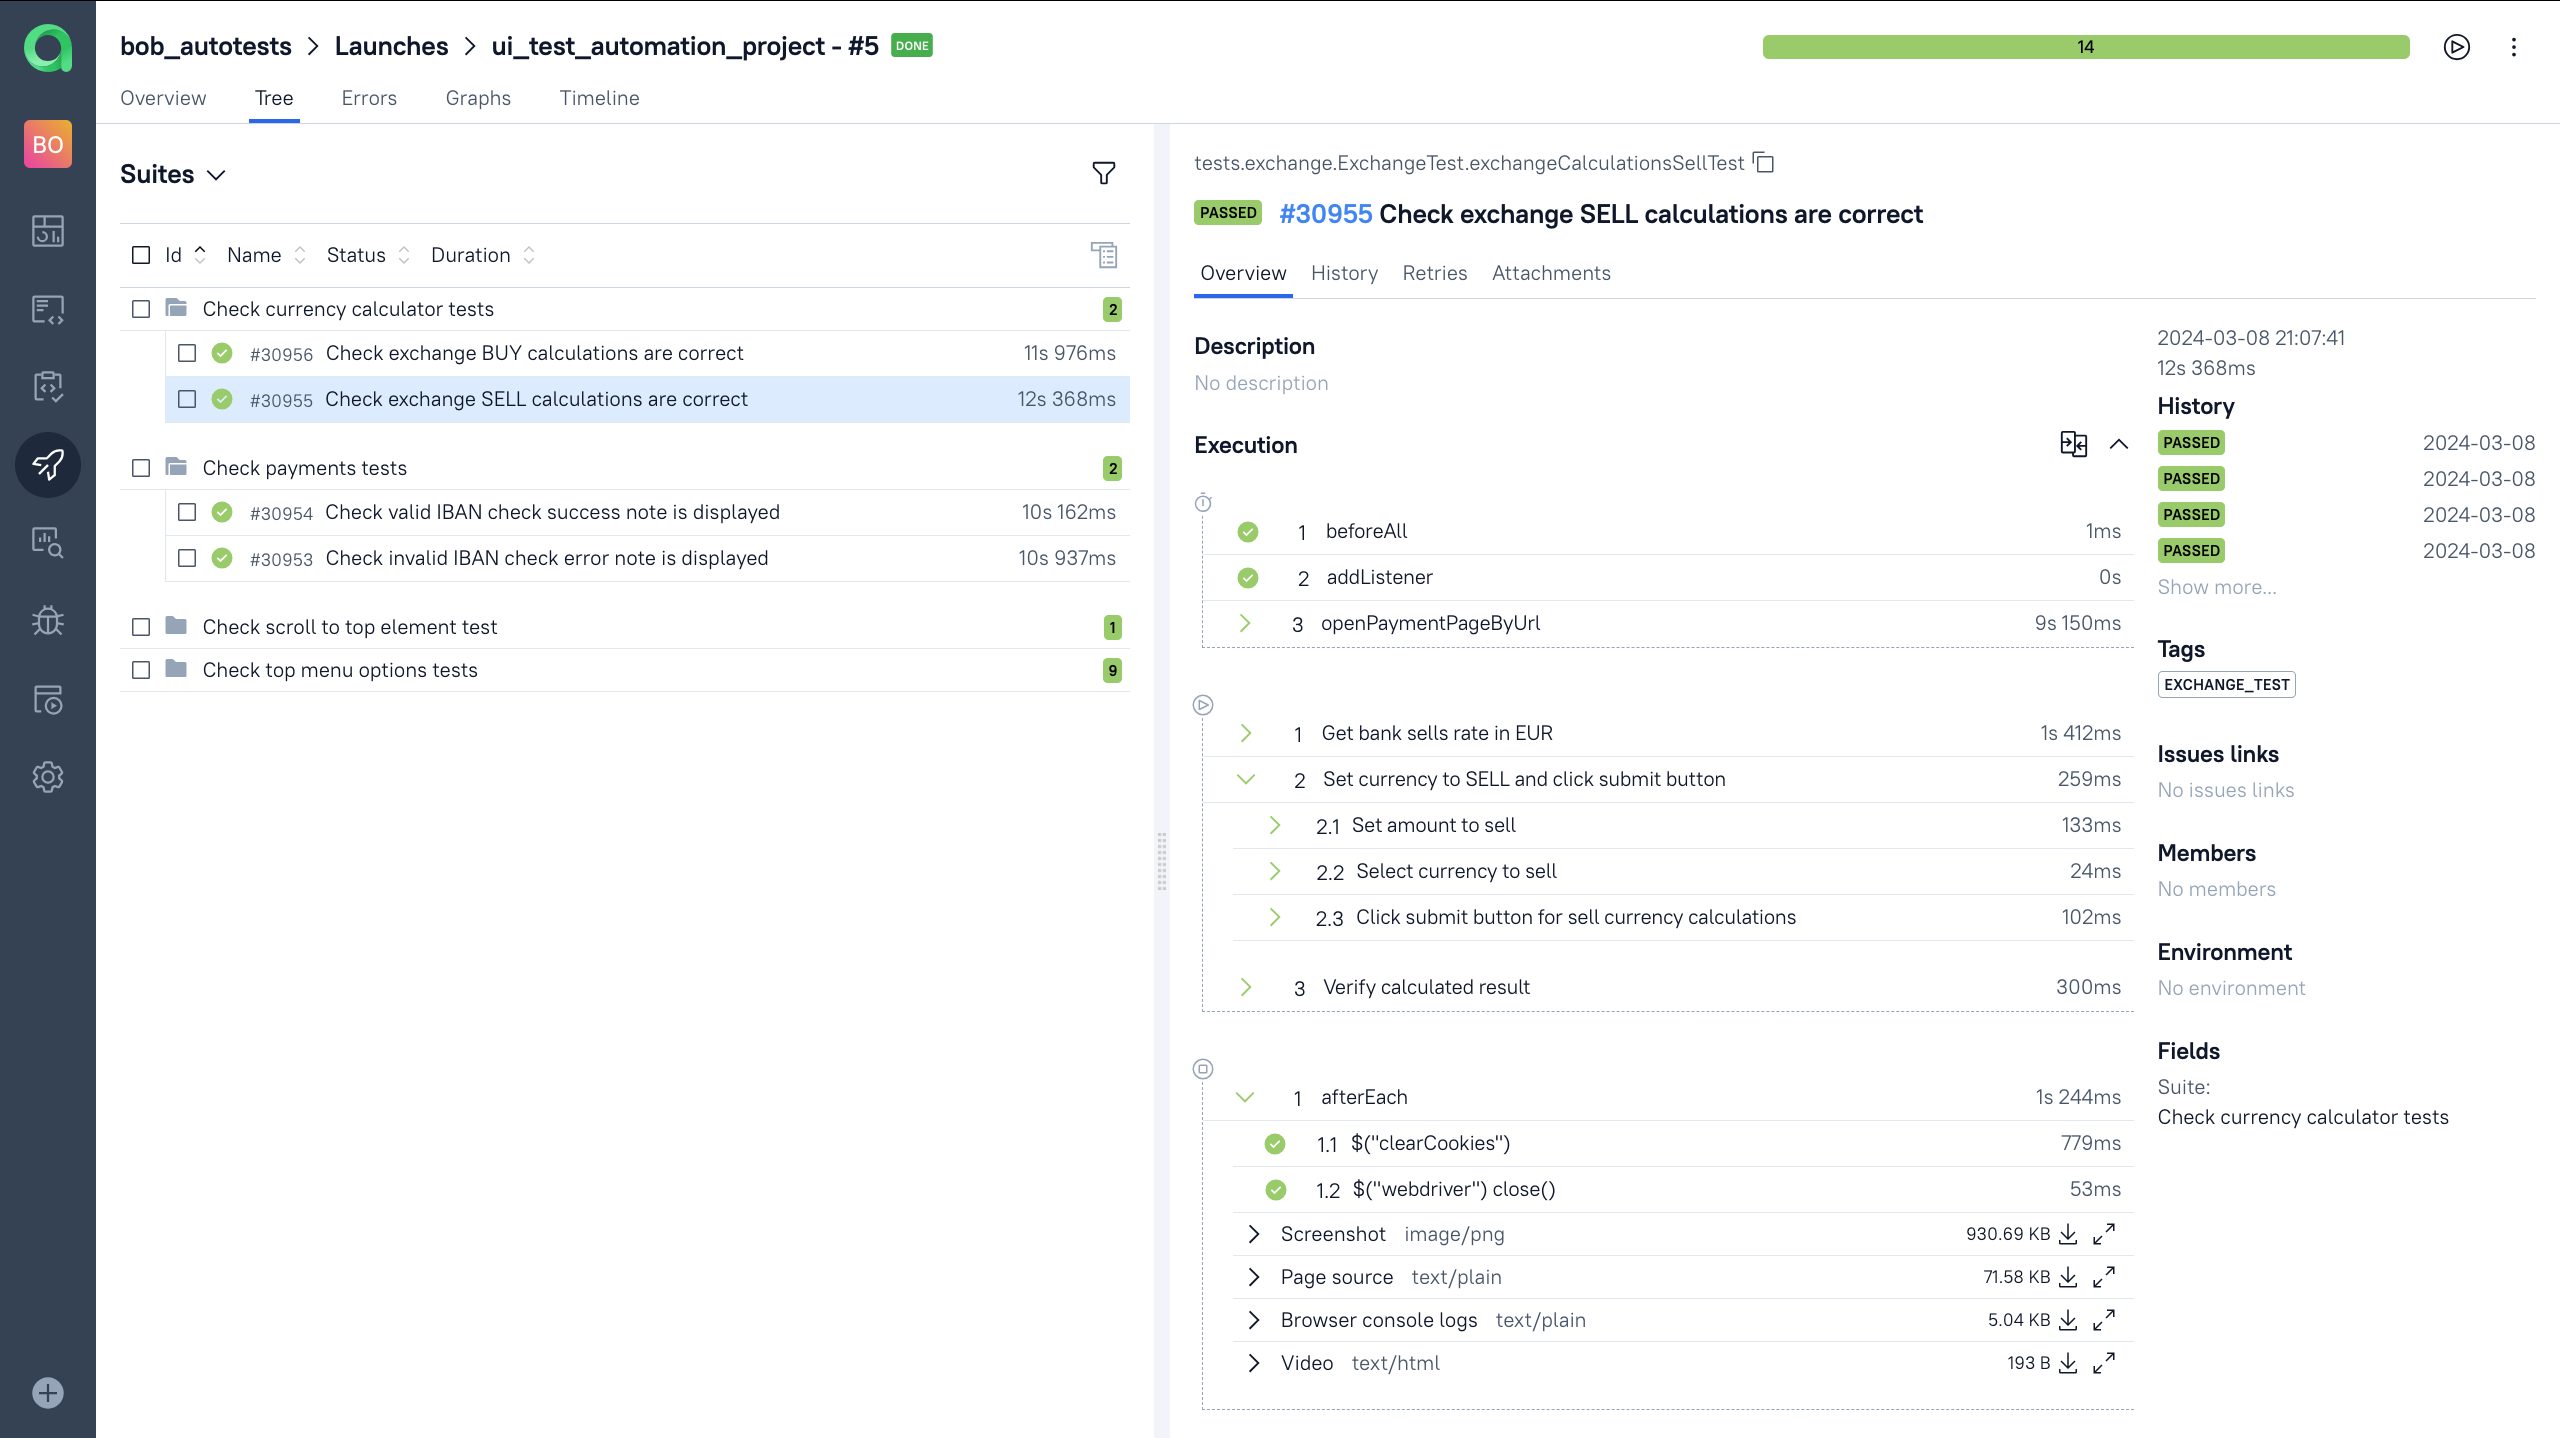 bob_autotests > Launches > ui_test_automation_project - #5 DONE
14
BO
Overview Tree Errors Graphs Timeline
Suites
Id Name Status Duration
Check currency calculator tests 2
#30956 Check exchange BUY calculations are correct 11s 976ms
#30955 Check exchange SELL calculations are correct 12s 368ms
Check payments tests 2
#30954 Check valid IBAN check success note is displayed 10s 162ms
#30953 Check invalid IBAN check error note is displayed 10s 937ms
Check scroll to top element test 1
Check top menu options tests 9
tests.exchange.ExchangeTest.exchangeCalculationsSellTest
PASSED #30955 Check exchange SELL calculations are correct
Overview History Retries Attachments
Description
No description
Execution
1 beforeAll 1ms
2 addListener 0s
3 openPaymentPageByUrl 9s 150ms
1 Get bank sells rate in EUR 1s 412ms
2 Set currency to SELL and click submit button 259ms
2.1 Set amount to sell 133ms
2.2 Select currency to sell 24ms
2.3 Click submit button for sell currency calculations 102ms
3 Verify calculated result 300ms
1 afterEach 1s 244ms
1.1 $("clearCookies") 779ms
1.2 $("webdriver") close() 53ms
Screenshot image/png 930.69 KB
Page source text/plain 71.58 KB
Browser console logs text/plain 5.04 KB
Video text/html 193 B
2024-03-08 21:07:41
12s 368ms
History
PASSED 2024-03-08
PASSED 2024-03-08
PASSED 2024-03-08
PASSED 2024-03-08
Show more...
Tags
EXCHANGE_TEST
Issues links
No issues links
Members
No members
Environment
No environment
Fields
Suite:
Check currency calculator tests